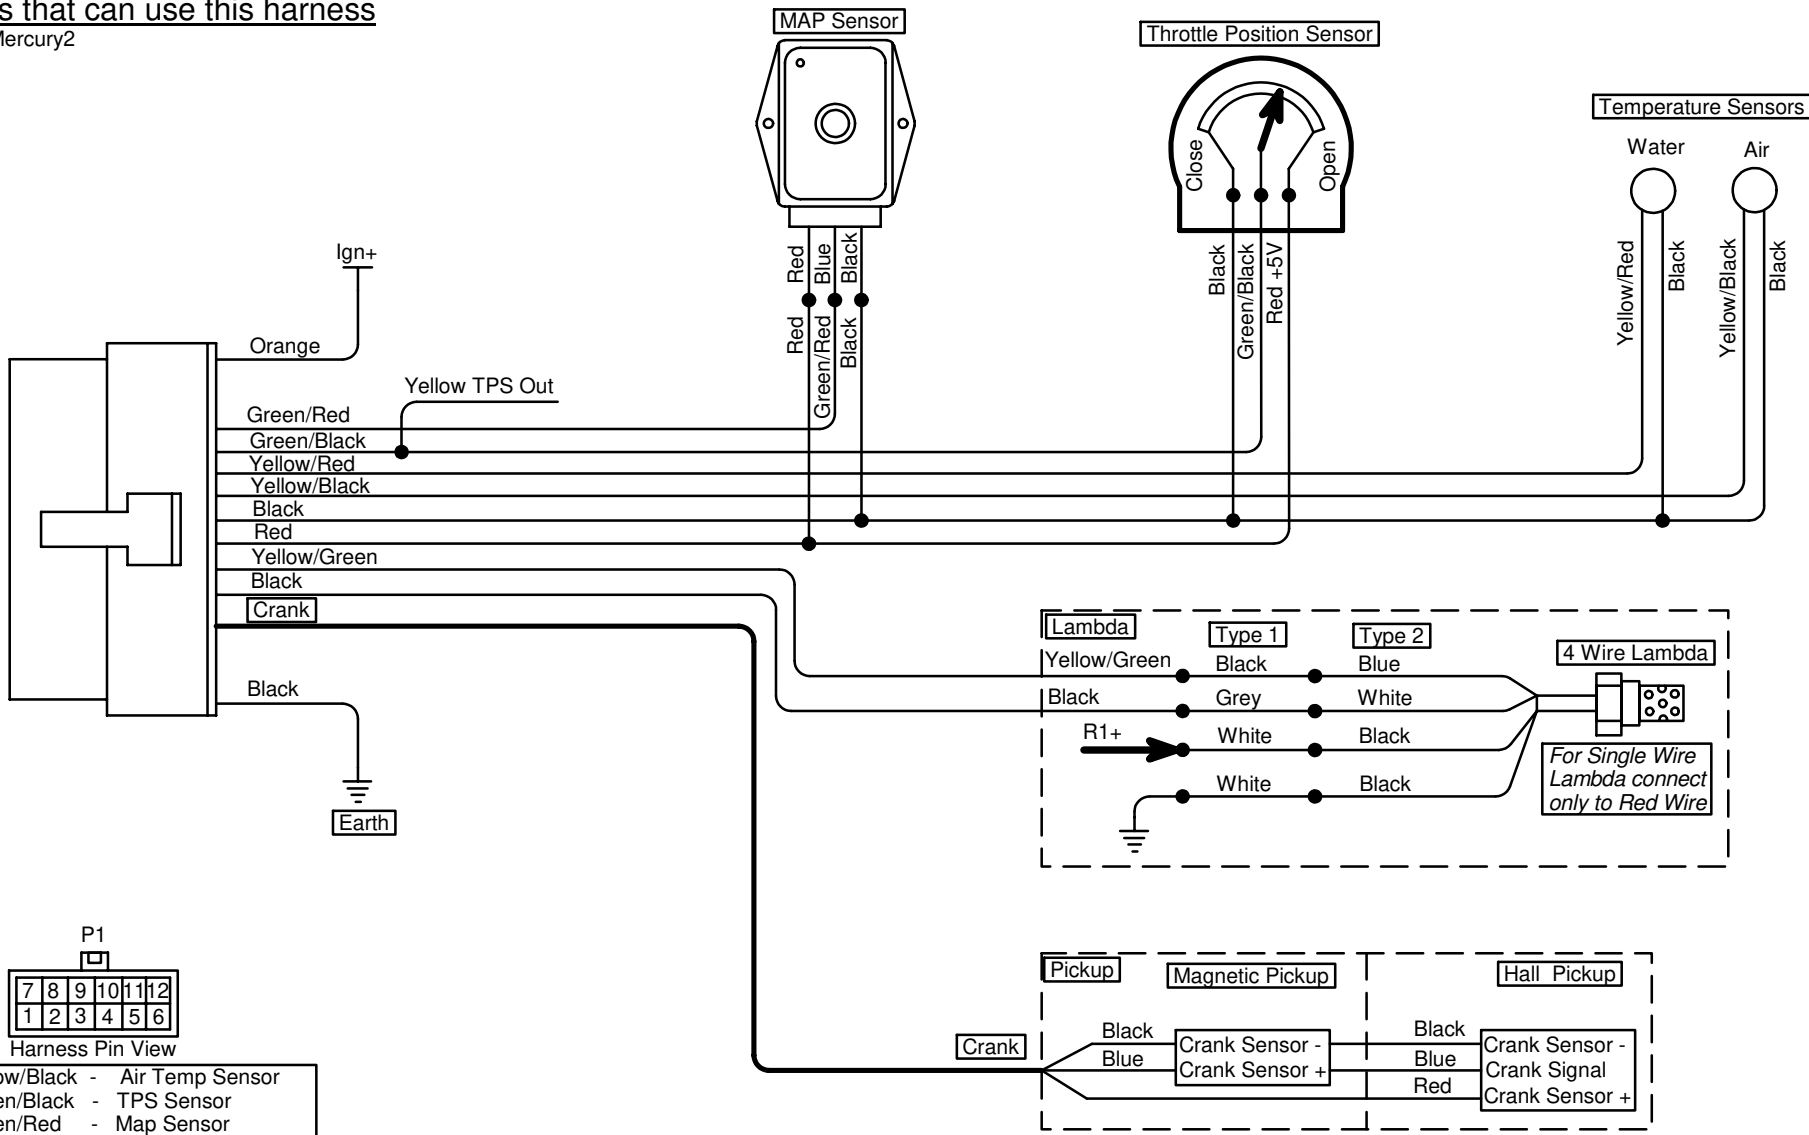 that can use this harness
MAP Sensor
Throttle Position Sensor
Temperature Sensors
Water
Air
Close
Open
Ign+
Red
Blue
Black
Red
Green/Red
Black
Black
Green/Black
Red +5V
Yellow/Red
Black
Yellow/Black
Black
Orange
Yellow TPS Out
Green/Red
Green/Black
Yellow/Red
Yellow/Black
Black
Red
Yellow/Green
Black
Crank
Black
Earth
Lambda
Type 1
Type 2
4 Wire Lambda
Yellow/Green
Black
Blue
Black
Grey
White
R1+
White
Black
White
Black
For Single Wire
Lambda connect
only to Red Wire
P1
7 8 9 10 11 12
1 2 3 4 5 6
Harness Pin View
Pickup
Magnetic Pickup
Hall Pickup
Crank
Black
Blue
Crank Sensor -
Crank Sensor +
Black
Blue
Red
Crank Sensor -
Crank Signal
Crank Sensor +
ow/Black - Air Temp Sensor
en/Black - TPS Sensor
en/Red - Map Sensor